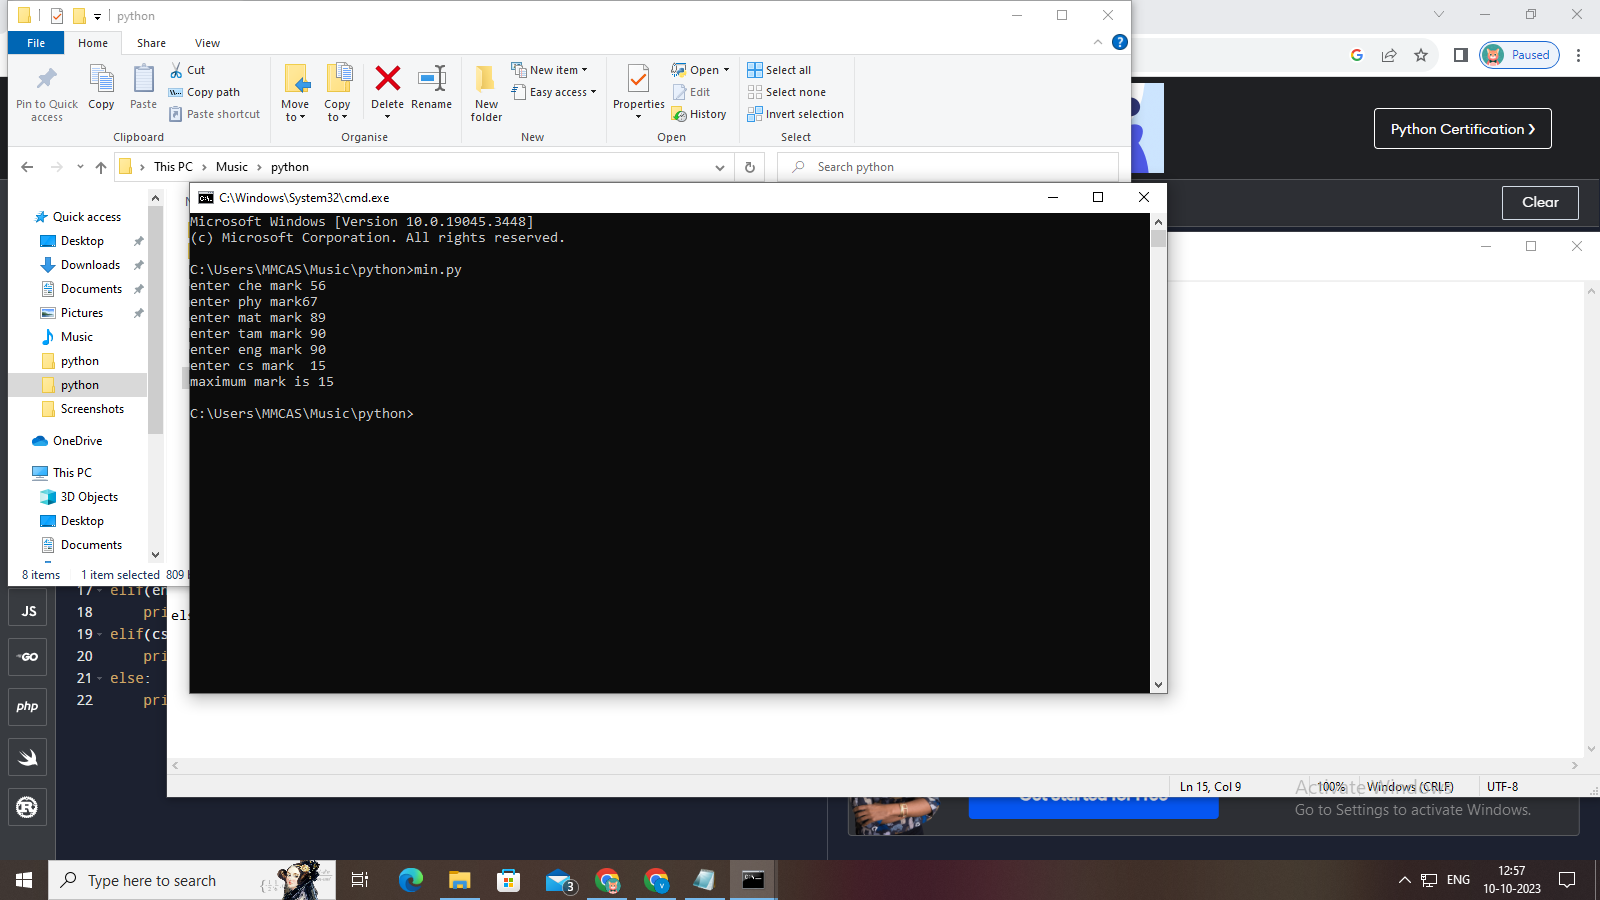 python
File Home Share View
Pin to Quick access
Copy
Paste
Cut
Copy path
Paste shortcut
Clipboard
Move to
Copy to
Delete
Rename
Organise
New folder
New item
Easy access
New
Properties
Open
Edit
History
Open
Select all
Select none
Invert selection
Select
This PC > Music > python
Search python
Paused
Python Certification ❯
Clear
Quick access
Desktop
Downloads
Documents
Pictures
Music
python
python
Screenshots
OneDrive
This PC
3D Objects
Desktop
Documents
8 items 1 item selected 809
C:\Windows\System32\cmd.exe
Microsoft Windows [Version 10.0.19045.3448]
(c) Microsoft Corporation. All rights reserved.
C:\Users\MMCAS\Music\python>min.py
enter che mark 56
enter phy mark67
enter mat mark 89
enter tam mark 90
enter eng mark 90
enter cs mark  15
maximum mark is 15
C:\Users\MMCAS\Music\python>
JS
GO
php
17 elif(en
18 pri
19 elif(cs
20 pri
21 else:
22 pri
els
Ln 15, Col 9 100% Windows (CRLF) UTF-8
Activate Windows
Go to Settings to activate Windows.
Type here to search
3
ENG
12:57
10-10-2023